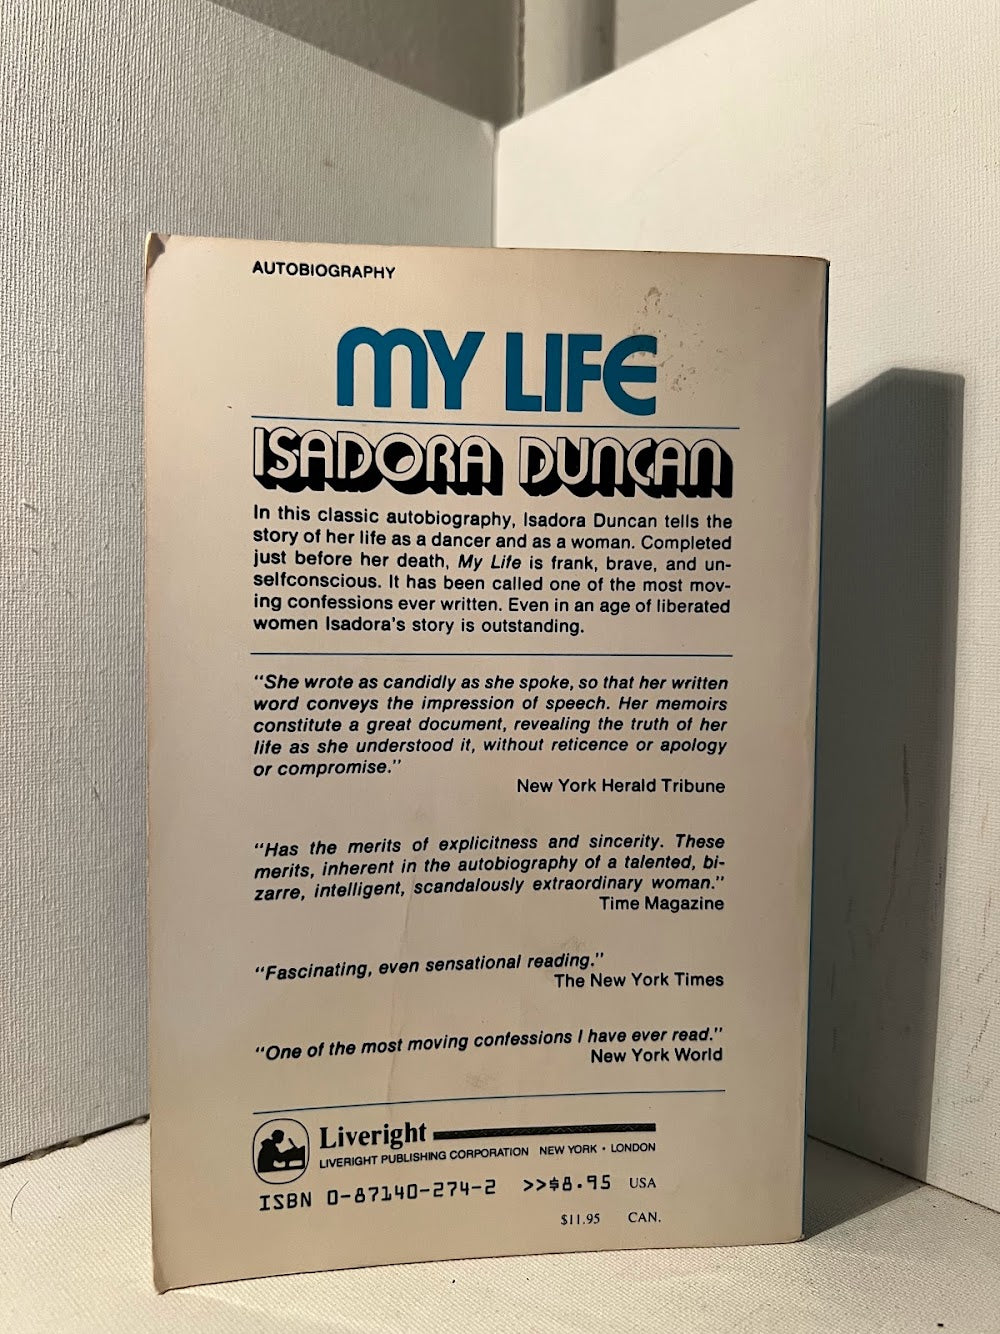 AUTOBIOGRAPHY
MY LIFE
ISADORA DUNCAN
In this classic autobiography, Isadora Duncan tells the
story of her life as a dancer and as a woman. Completed
just before her death, My Life is frank, brave, and un-
selfconscious. It has been called one of the most mov-
ing confessions ever written. Even in an age of liberated
women Isadora's story is outstanding.
"She wrote as candidly as she spoke, so that her written
word conveys the impression of speech. Her memoirs
constitute a great document, revealing the truth of her
life as she understood it, without reticence or apology
or compromise."
New York Herald Tribune
"Has the merits of explicitness and sincerity. These
merits, inherent in the autobiography of a talented, bi-
zarre, intelligent, scandalously extraordinary woman."
Time Magazine
"Fascinating, even sensational reading."
The New York Times
"One of the most moving confessions I have ever read."
New York World
Liveright
LIVERIGHT PUBLISHING CORPORATION NEW YORK • LONDON
ISBN 0-87140-274-2 >>$8.95 USA
$11.95 CAN.